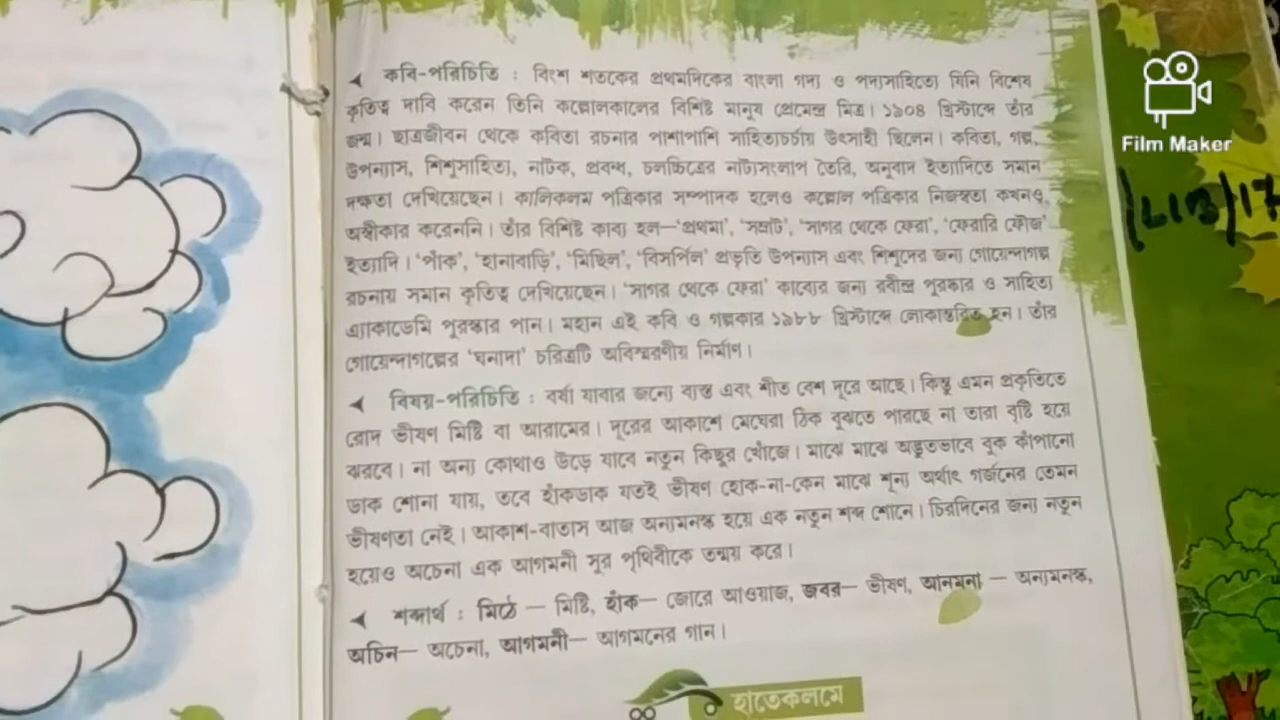 কবি-পরিচিতি : বিংশ শতকের প্রথমদিকের বাংলা গদ্য ও পদ্যসাহিত্যে যিনি বিশেষ
কৃতিত্ব দাবি করেন তিনি কল্লোলকালের বিশিষ্ট মানুষ প্রেমেন্দ্র মিত্র। ১৯০৪ খ্রিস্টাব্দে তাঁর
জন্ম। ছাত্রজীবন থেকে কবিতা রচনার পাশাপাশি সাহিত্যচর্চায় উৎসাহী ছিলেন। কবিতা, গল্প,
উপন্যাস, শিশুসাহিত্য, নাটক, প্রবন্ধ, চলচ্চিত্রের নাট্যসংলাপ তৈরি, অনুবাদ ইত্যাদিতে সমান
দক্ষতা দেখিয়েছেন। কালিকলম পত্রিকার সম্পাদক হলেও কল্লোল পত্রিকার নিজস্বতা কখনও
অস্বীকার করেননি। তাঁর বিশিষ্ট কাব্য হল—‘প্রথমা’, ‘সম্রাট’, ‘সাগর থেকে ফেরা’, ‘ফেরারি ফৌজ’
ইত্যাদি। ‘পাঁক’, ‘হানাবাড়ি’, ‘মিছিল’, ‘বিসর্পিল’ প্রভৃতি উপন্যাস এবং শিশুদের জন্য গোয়েন্দাগল্প
রচনায় সমান কৃতিত্ব দেখিয়েছেন। ‘সাগর থেকে ফেরা’ কাব্যের জন্য রবীন্দ্র পুরস্কার ও সাহিত্য
এ্যাকাডেমি পুরস্কার পান। মহান এই কবি ও গল্পকার ১৯৮৮ খ্রিস্টাব্দে লোকান্তরিত হন। তাঁর
গোয়েন্দাগল্পের ‘ঘনাদা’ চরিত্রটি অবিস্মরণীয় নির্মাণ।
বিষয়-পরিচিতি : বর্ষা যাবার জন্যে ব্যস্ত এবং শীত বেশ দূরে আছে। কিন্তু এমন প্রকৃতিতে
রোদ ভীষণ মিষ্টি বা আরামের। দূরের আকাশে মেঘেরা ঠিক বুঝতে পারছে না তারা বৃষ্টি হয়ে
ঝরবে। না অন্য কোথাও উড়ে যাবে নতুন কিছুর খোঁজে। মাঝে মাঝে অদ্ভুতভাবে বুক কাঁপানো
ডাক শোনা যায়, তবে হাঁকডাক যতই ভীষণ হোক-না-কেন মাঝে শূন্য অর্থাৎ গর্জনের তেমন
ভীষণতা নেই। আকাশ-বাতাস আজ অন্যমনস্ক হয়ে এক নতুন শব্দ শোনে। চিরদিনের জন্য নতুন
হয়েও অচেনা এক আগমনী সুর পৃথিবীকে তন্ময় করে।
শব্দার্থ : মিঠে — মিষ্টি, হাঁক— জোরে আওয়াজ, জবর— ভীষণ, আনমনা — অন্যমনস্ক,
অচিন— অচেনা, আগমনী— আগমনের গান।
হাতেকলমে
Film Maker